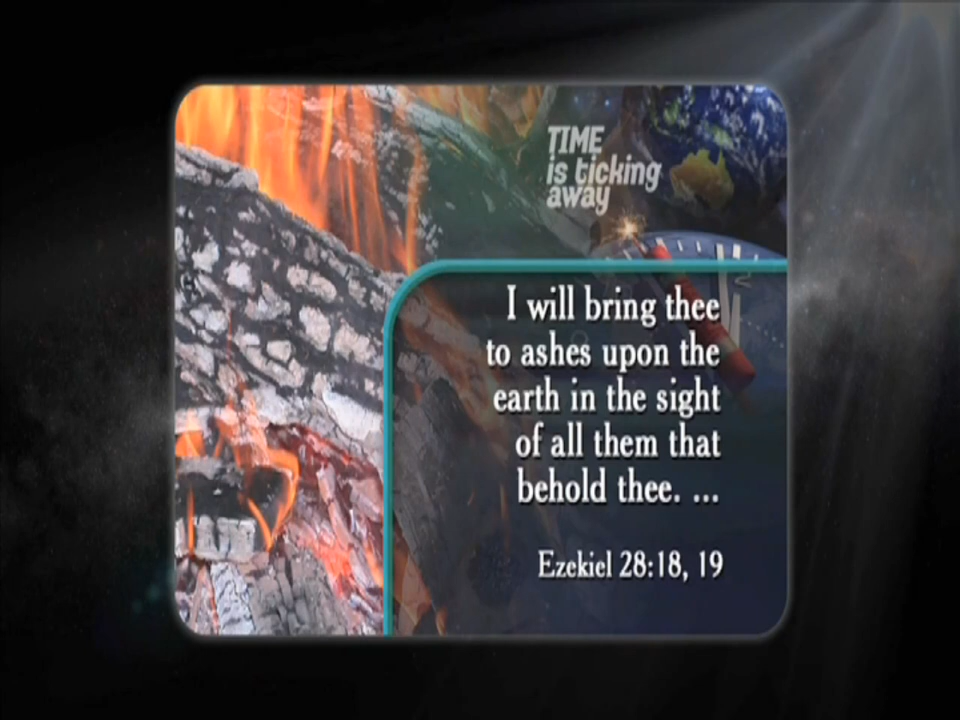 TIME
is ticking
away
I will bring thee
to ashes upon the
earth in the sight
of all them that
behold thee. ...
Ezekiel 28:18, 19